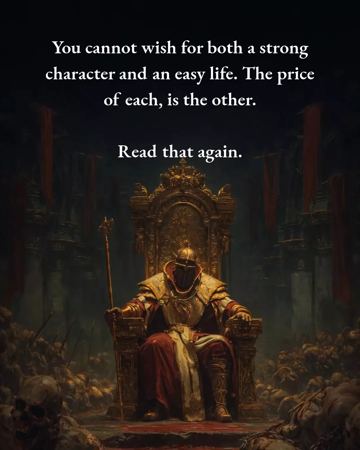 You cannot wish for both a strong
character and an easy life. The price
of each, is the other.
Read that again.